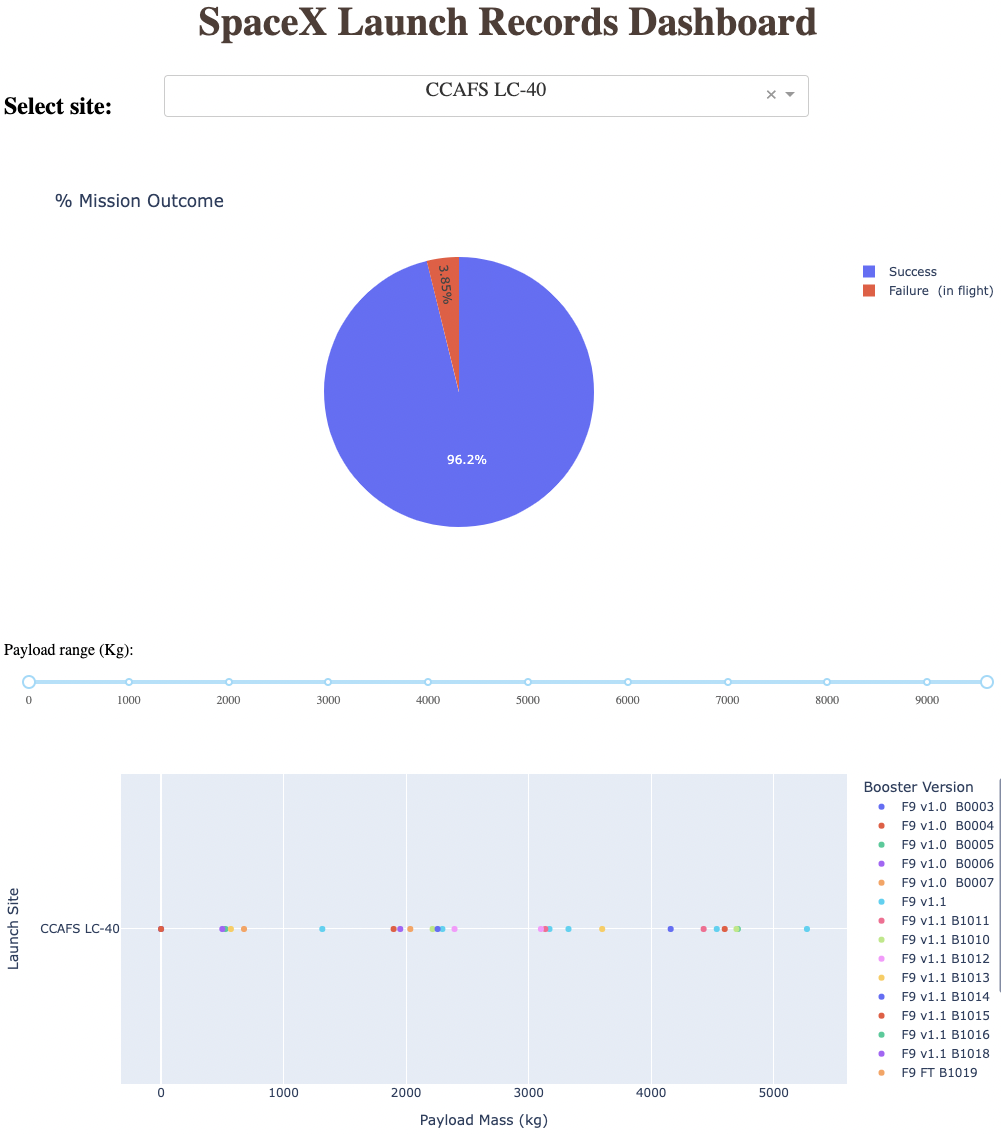 SpaceX Launch Records Dashboard
Select site:
CCAFS LC-40
% Mission Outcome
Success
Failure  (in flight)
3.85%
96.2%
Payload range (Kg):
0 1000 2000 3000 4000 5000 6000 7000 8000 9000
Booster Version
F9 v1.0  B0003
F9 v1.0  B0004
F9 v1.0  B0005
F9 v1.0  B0006
F9 v1.0  B0007
F9 v1.1
F9 v1.1 B1011
F9 v1.1 B1010
F9 v1.1 B1012
F9 v1.1 B1013
F9 v1.1 B1014
F9 v1.1 B1015
F9 v1.1 B1016
F9 v1.1 B1018
F9 FT B1019
Launch Site
CCAFS LC-40
0 1000 2000 3000 4000 5000
Payload Mass (kg)